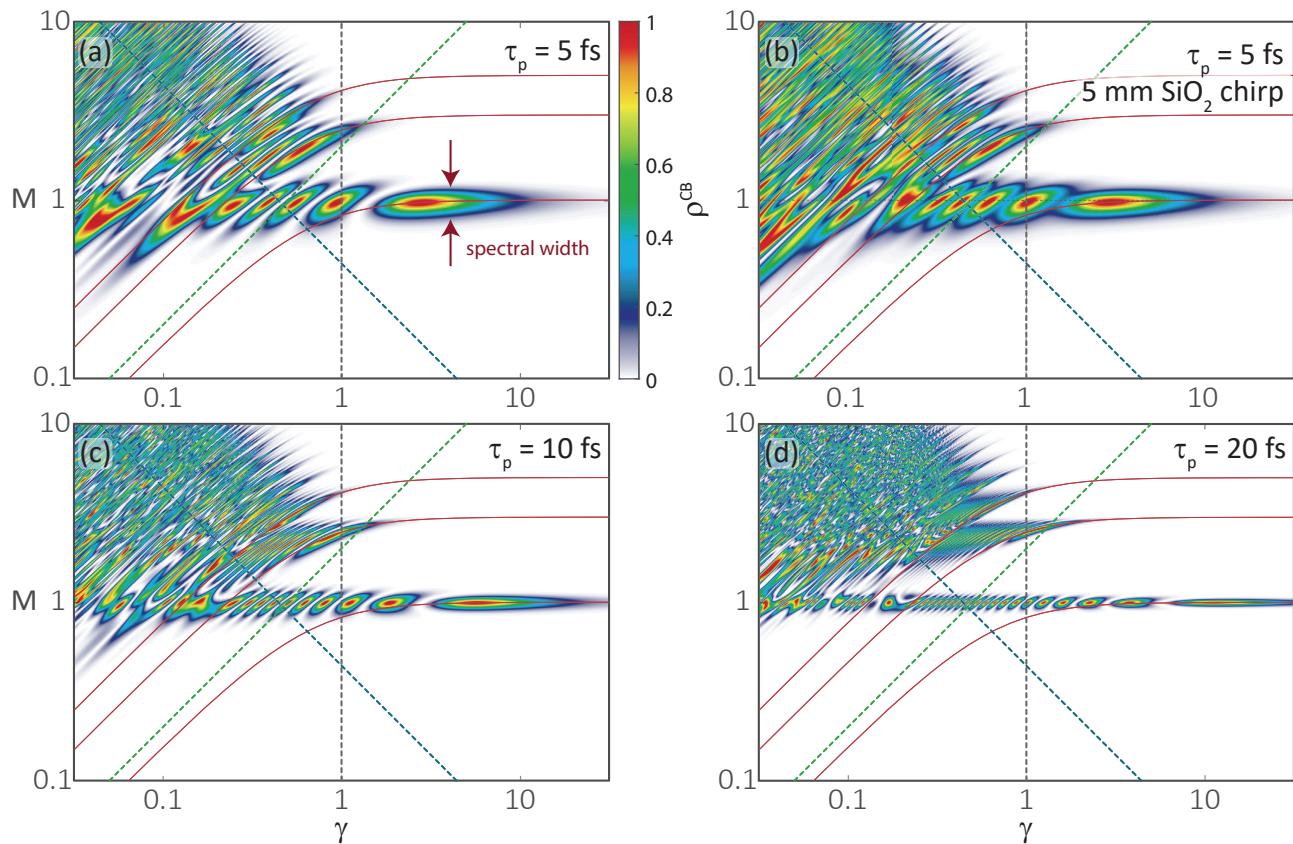 10
(a)
τp = 5 fs
M
1
spectral width
0.1
0.1
1
10
1
0.8
0.6
0.4
0.2
0
ρCB
10
(b)
τp = 5 fs
5 mm SiO2 chirp
1
0.1
0.1
1
10
10
(c)
τp = 10 fs
M
1
0.1
0.1
1
10
γ
10
(d)
τp = 20 fs
1
0.1
0.1
1
10
γ